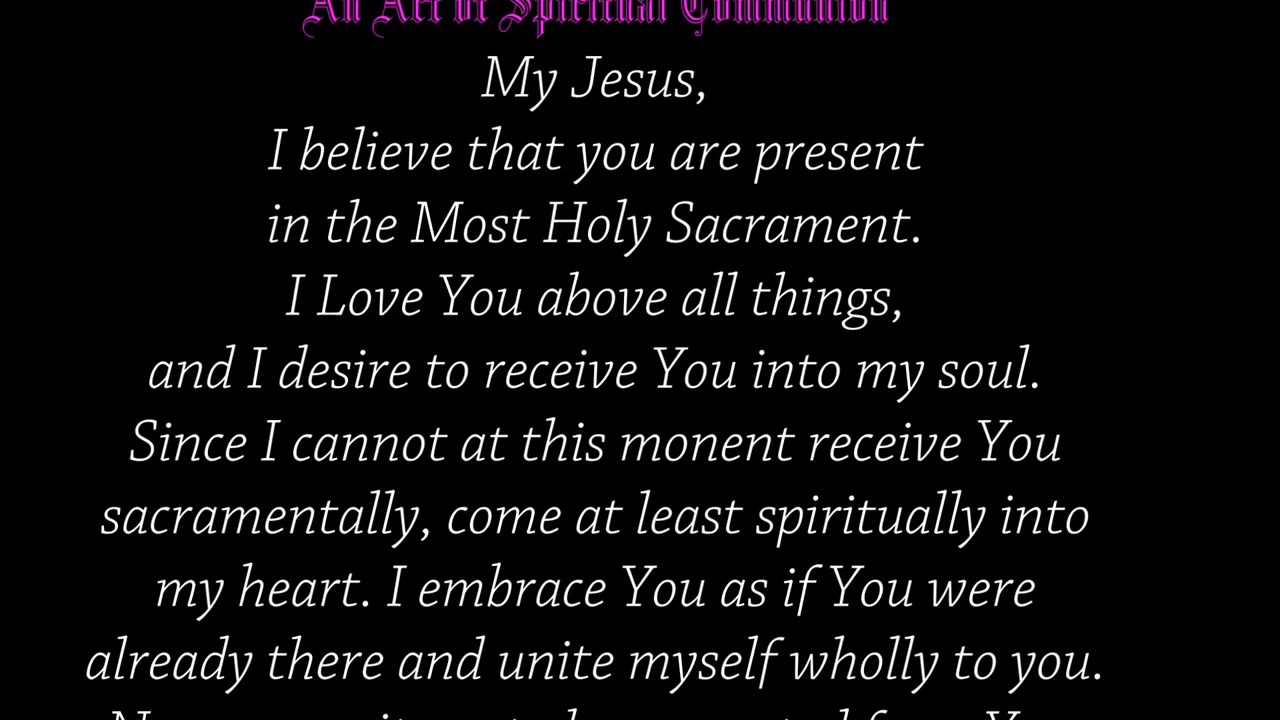 An Act of Spiritual Communion
My Jesus,
I believe that you are present
in the Most Holy Sacrament.
I Love You above all things,
and I desire to receive You into my soul.
Since I cannot at this monent receive You
sacramentally, come at least spiritually into
my heart. I embrace You as if You were
already there and unite myself wholly to you.